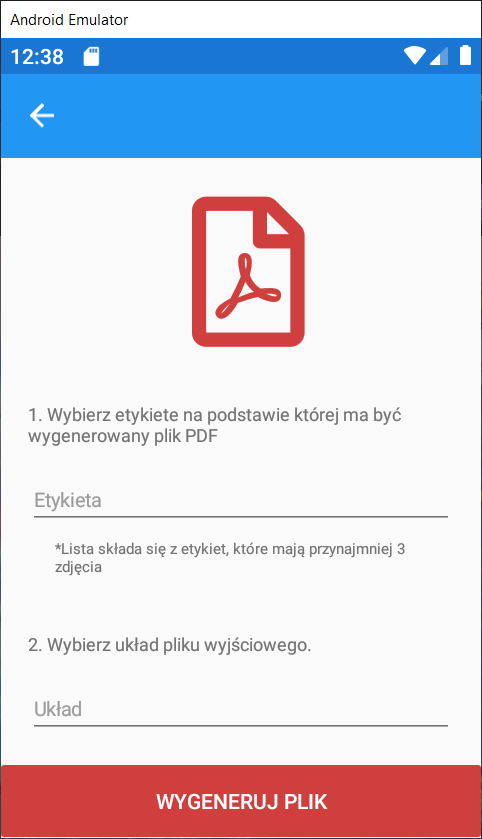 Android Emulator
12:38
1. Wybierz etykiete na podstawie której ma być
wygenerowany plik PDF
Etykieta
*Lista składa się z etykiet, które mają przynajmniej 3
zdjęcia
2. Wybierz układ pliku wyjściowego.
Układ
WYGENERUJ PLIK